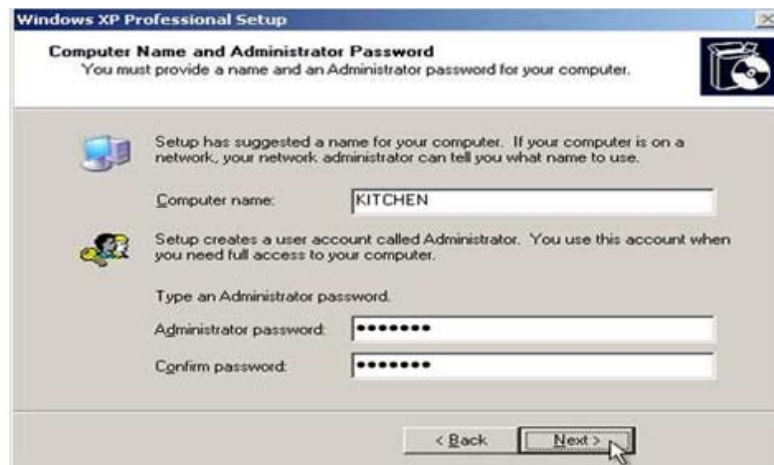 Windows XP Professional Setup
Computer Name and Administrator Password
You must provide a name and an Administrator password for your computer.
Setup has suggested a name for your computer. If your computer is on a
network, your network administrator can tell you what name to use.
Computer name: KITCHEN
Setup creates a user account called Administrator. You use this account when
you need full access to your computer.
Type an Administrator password.
Administrator password: •••••••
Confirm password: •••••••
< Back Next >